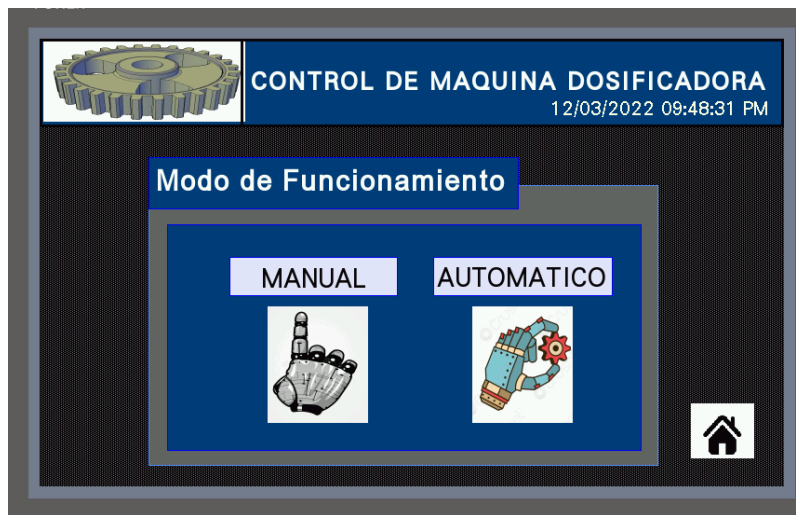 CONTROL DE MAQUINA DOSIFICADORA
12/03/2022 09:48:31 PM
Modo de Funcionamiento
MANUAL
AUTOMATICO